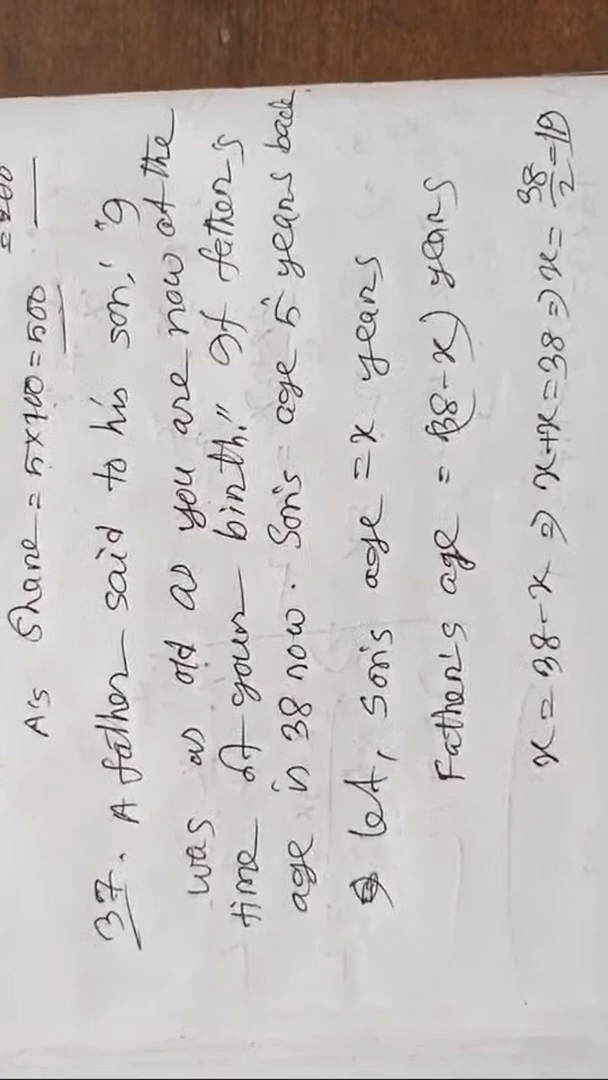 =200
A's Share = 5×100 = 500
37. A father said to his son, "I
was as old as you are now at the
time of your birth." If father's
age is 38 now. Son's age 5 years back.
let, son's age = x years
Father's age = (38-x) years
x = 38-x ⇒ x+x = 38 ⇒ x = 38/2 = 19